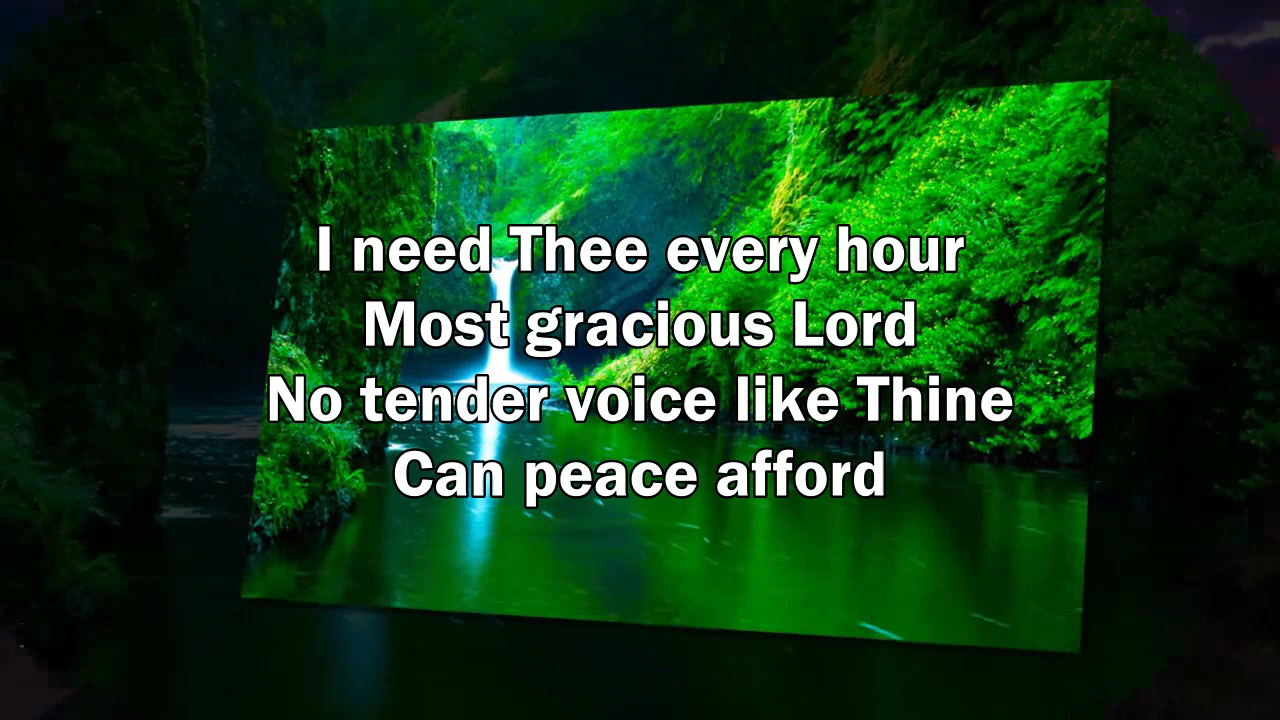 I need Thee every hour
Most gracious Lord
No tender voice like Thine
Can peace afford